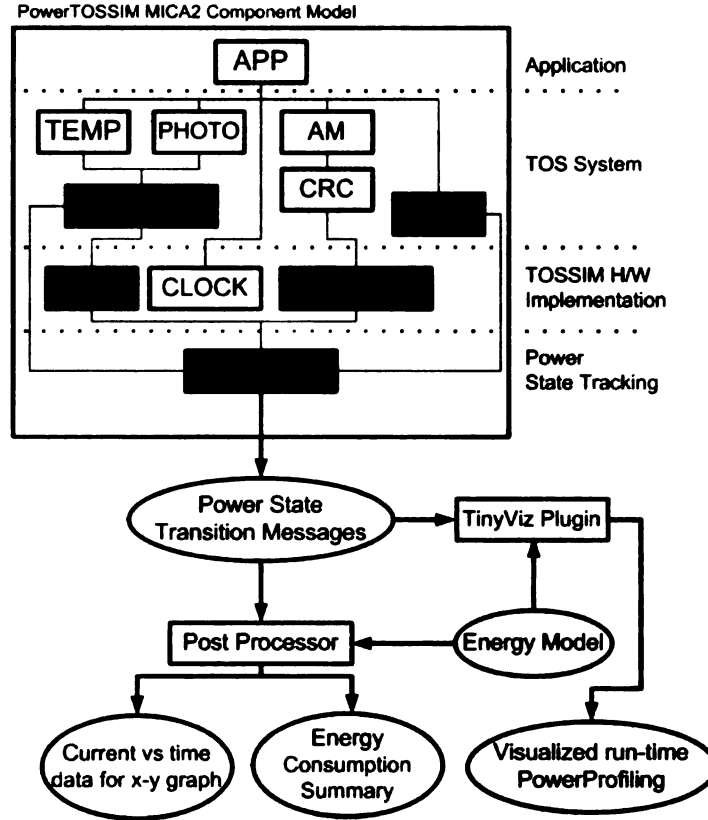 PowerTOSSIM MICA2 Component Model
APP
Application
TEMP
PHOTO
AM
TOS System
CRC
CLOCK
TOSSIM H/W
Implementation
Power
State Tracking
Power State
Transition Messages
TinyViz Plugin
Post Processor
Energy Model
Current vs time
data for x-y graph
Energy
Consumption
Summary
Visualized run-time
PowerProfiling